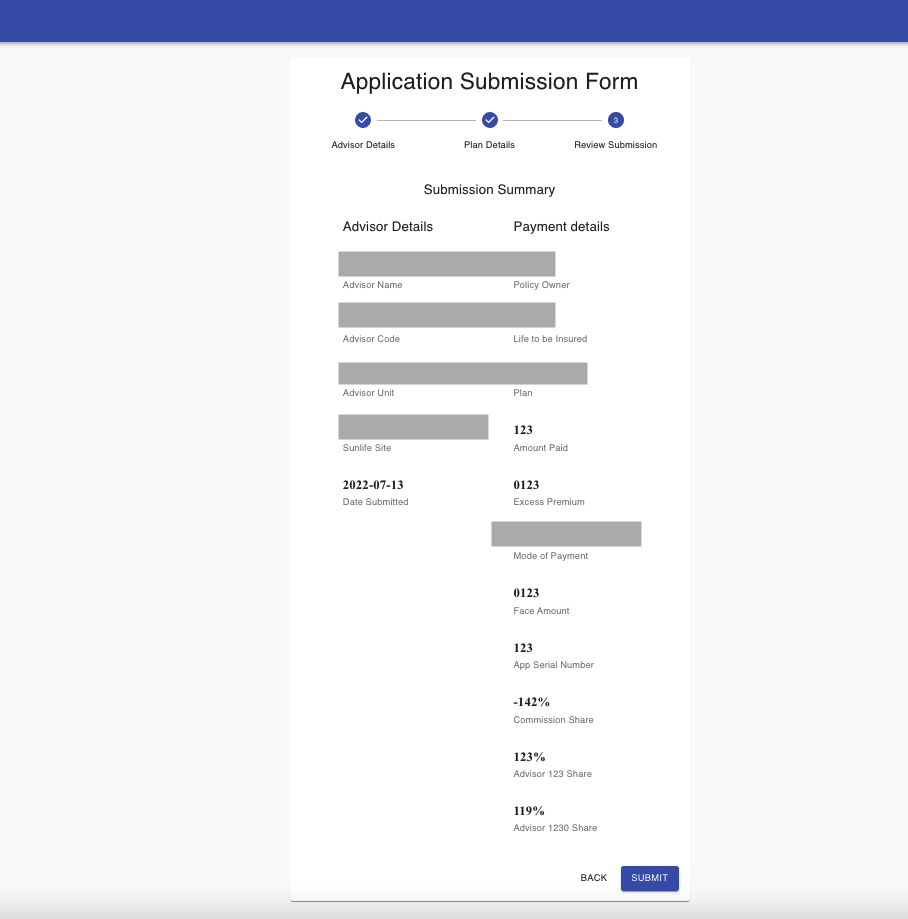 Application Submission Form
3
Advisor Details
Plan Details
Review Submission
Submission Summary
Advisor Details
Payment details
Advisor Name
Policy Owner
Advisor Code
Life to be Insured
Advisor Unit
Plan
123
Sunlife Site
Amount Paid
2022-07-13
0123
Date Submitted
Excess Premium
Mode of Payment
0123
Face Amount
123
App Serial Number
-142%
Commission Share
123%
Advisor 123 Share
119%
Advisor 1230 Share
BACK
SUBMIT